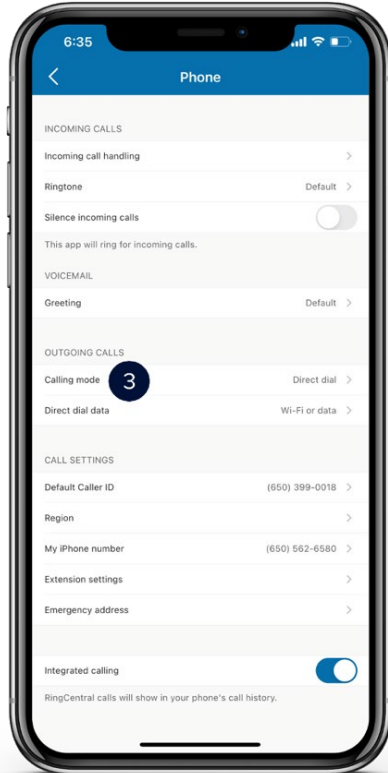 6:35
Phone
INCOMING CALLS
Incoming call handling
Ringtone Default
Silence incoming calls
This app will ring for incoming calls.
VOICEMAIL
Greeting Default
OUTGOING CALLS
Calling mode 3 Direct dial
Direct dial data Wi-Fi or data
CALL SETTINGS
Default Caller ID (650) 399-0018
Region
My iPhone number (650) 562-6580
Extension settings
Emergency address
Integrated calling
RingCentral calls will show in your phone's call history.